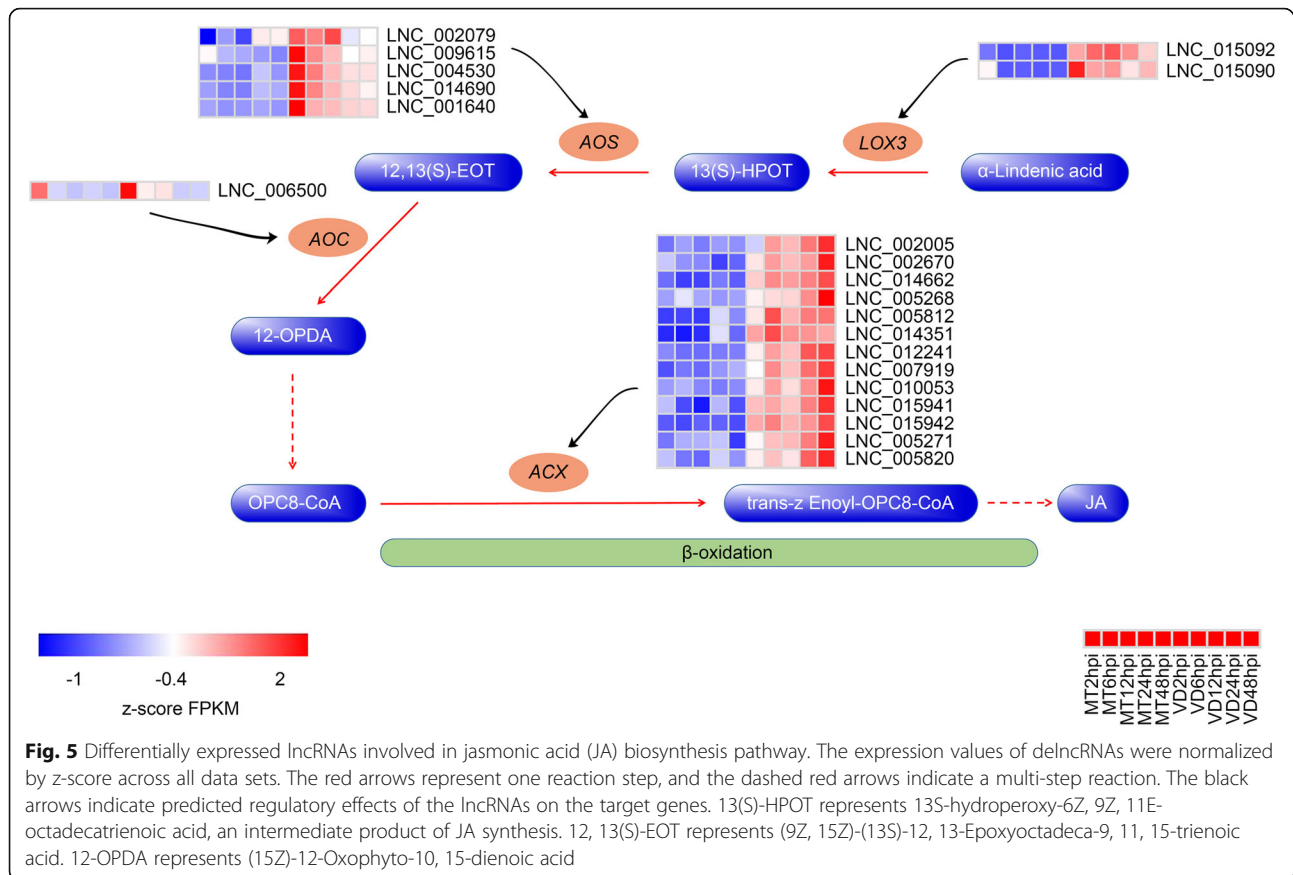 LNC_002079
LNC_009615
LNC_004530
LNC_014690
LNC_001640
LNC_015092
LNC_015090
AOS
LOX3
12,13(S)-EOT
13(S)-HPOT
α-Lindenic acid
LNC_006500
AOC
LNC_002005
LNC_002670
LNC_014662
LNC_005268
LNC_005812
LNC_014351
LNC_012241
LNC_007919
LNC_010053
LNC_015941
LNC_015942
LNC_005271
LNC_005820
12-OPDA
ACX
OPC8-CoA
trans-z Enoyl-OPC8-CoA
JA
β-oxidation
-1 -0.4 2
z-score FPKM
MT2hpi
MT6hpi
MT12hpi
MT24hpi
MT48hpi
VD2hpi
VD6hpi
VD12hpi
VD24hpi
VD48hpi
Fig. 5 Differentially expressed lncRNAs involved in jasmonic acid (JA) biosynthesis pathway. The expression values of delncRNAs were normalized
by z-score across all data sets. The red arrows represent one reaction step, and the dashed red arrows indicate a multi-step reaction. The black
arrows indicate predicted regulatory effects of the lncRNAs on the target genes. 13(S)-HPOT represents 13S-hydroperoxy-6Z, 9Z, 11E-
octadecatrienoic acid, an intermediate product of JA synthesis. 12, 13(S)-EOT represents (9Z, 15Z)-(13S)-12, 13-Epoxyoctadeca-9, 11, 15-trienoic
acid. 12-OPDA represents (15Z)-12-Oxophyto-10, 15-dienoic acid